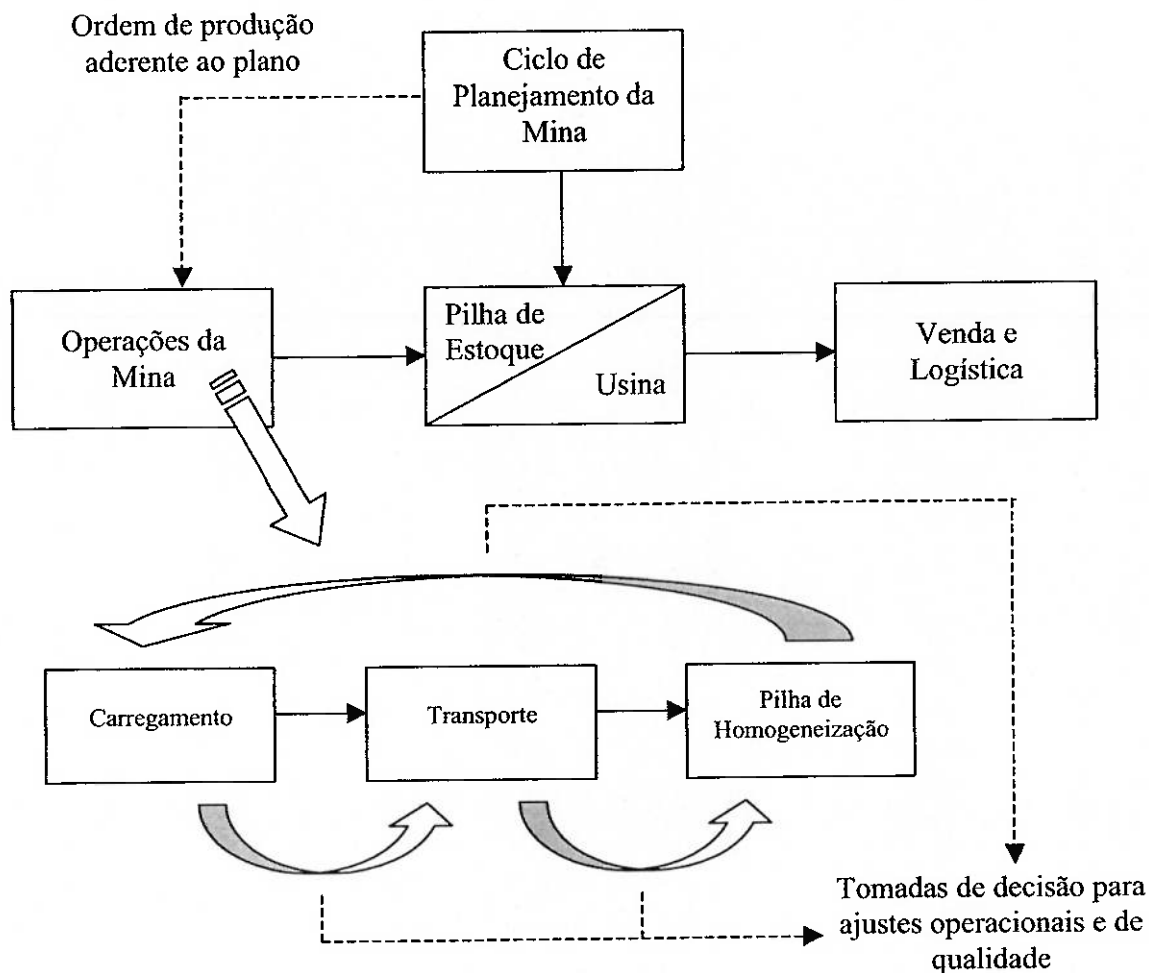 Ordem de produção
aderente ao plano
Ciclo de
Planejamento da
Mina
Operações da
Mina
Pilha de
Estoque
Usina
Venda e
Logística
Carregamento
Transporte
Pilha de
Homogeneização
Tomadas de decisão para
ajustes operacionais e de
qualidade